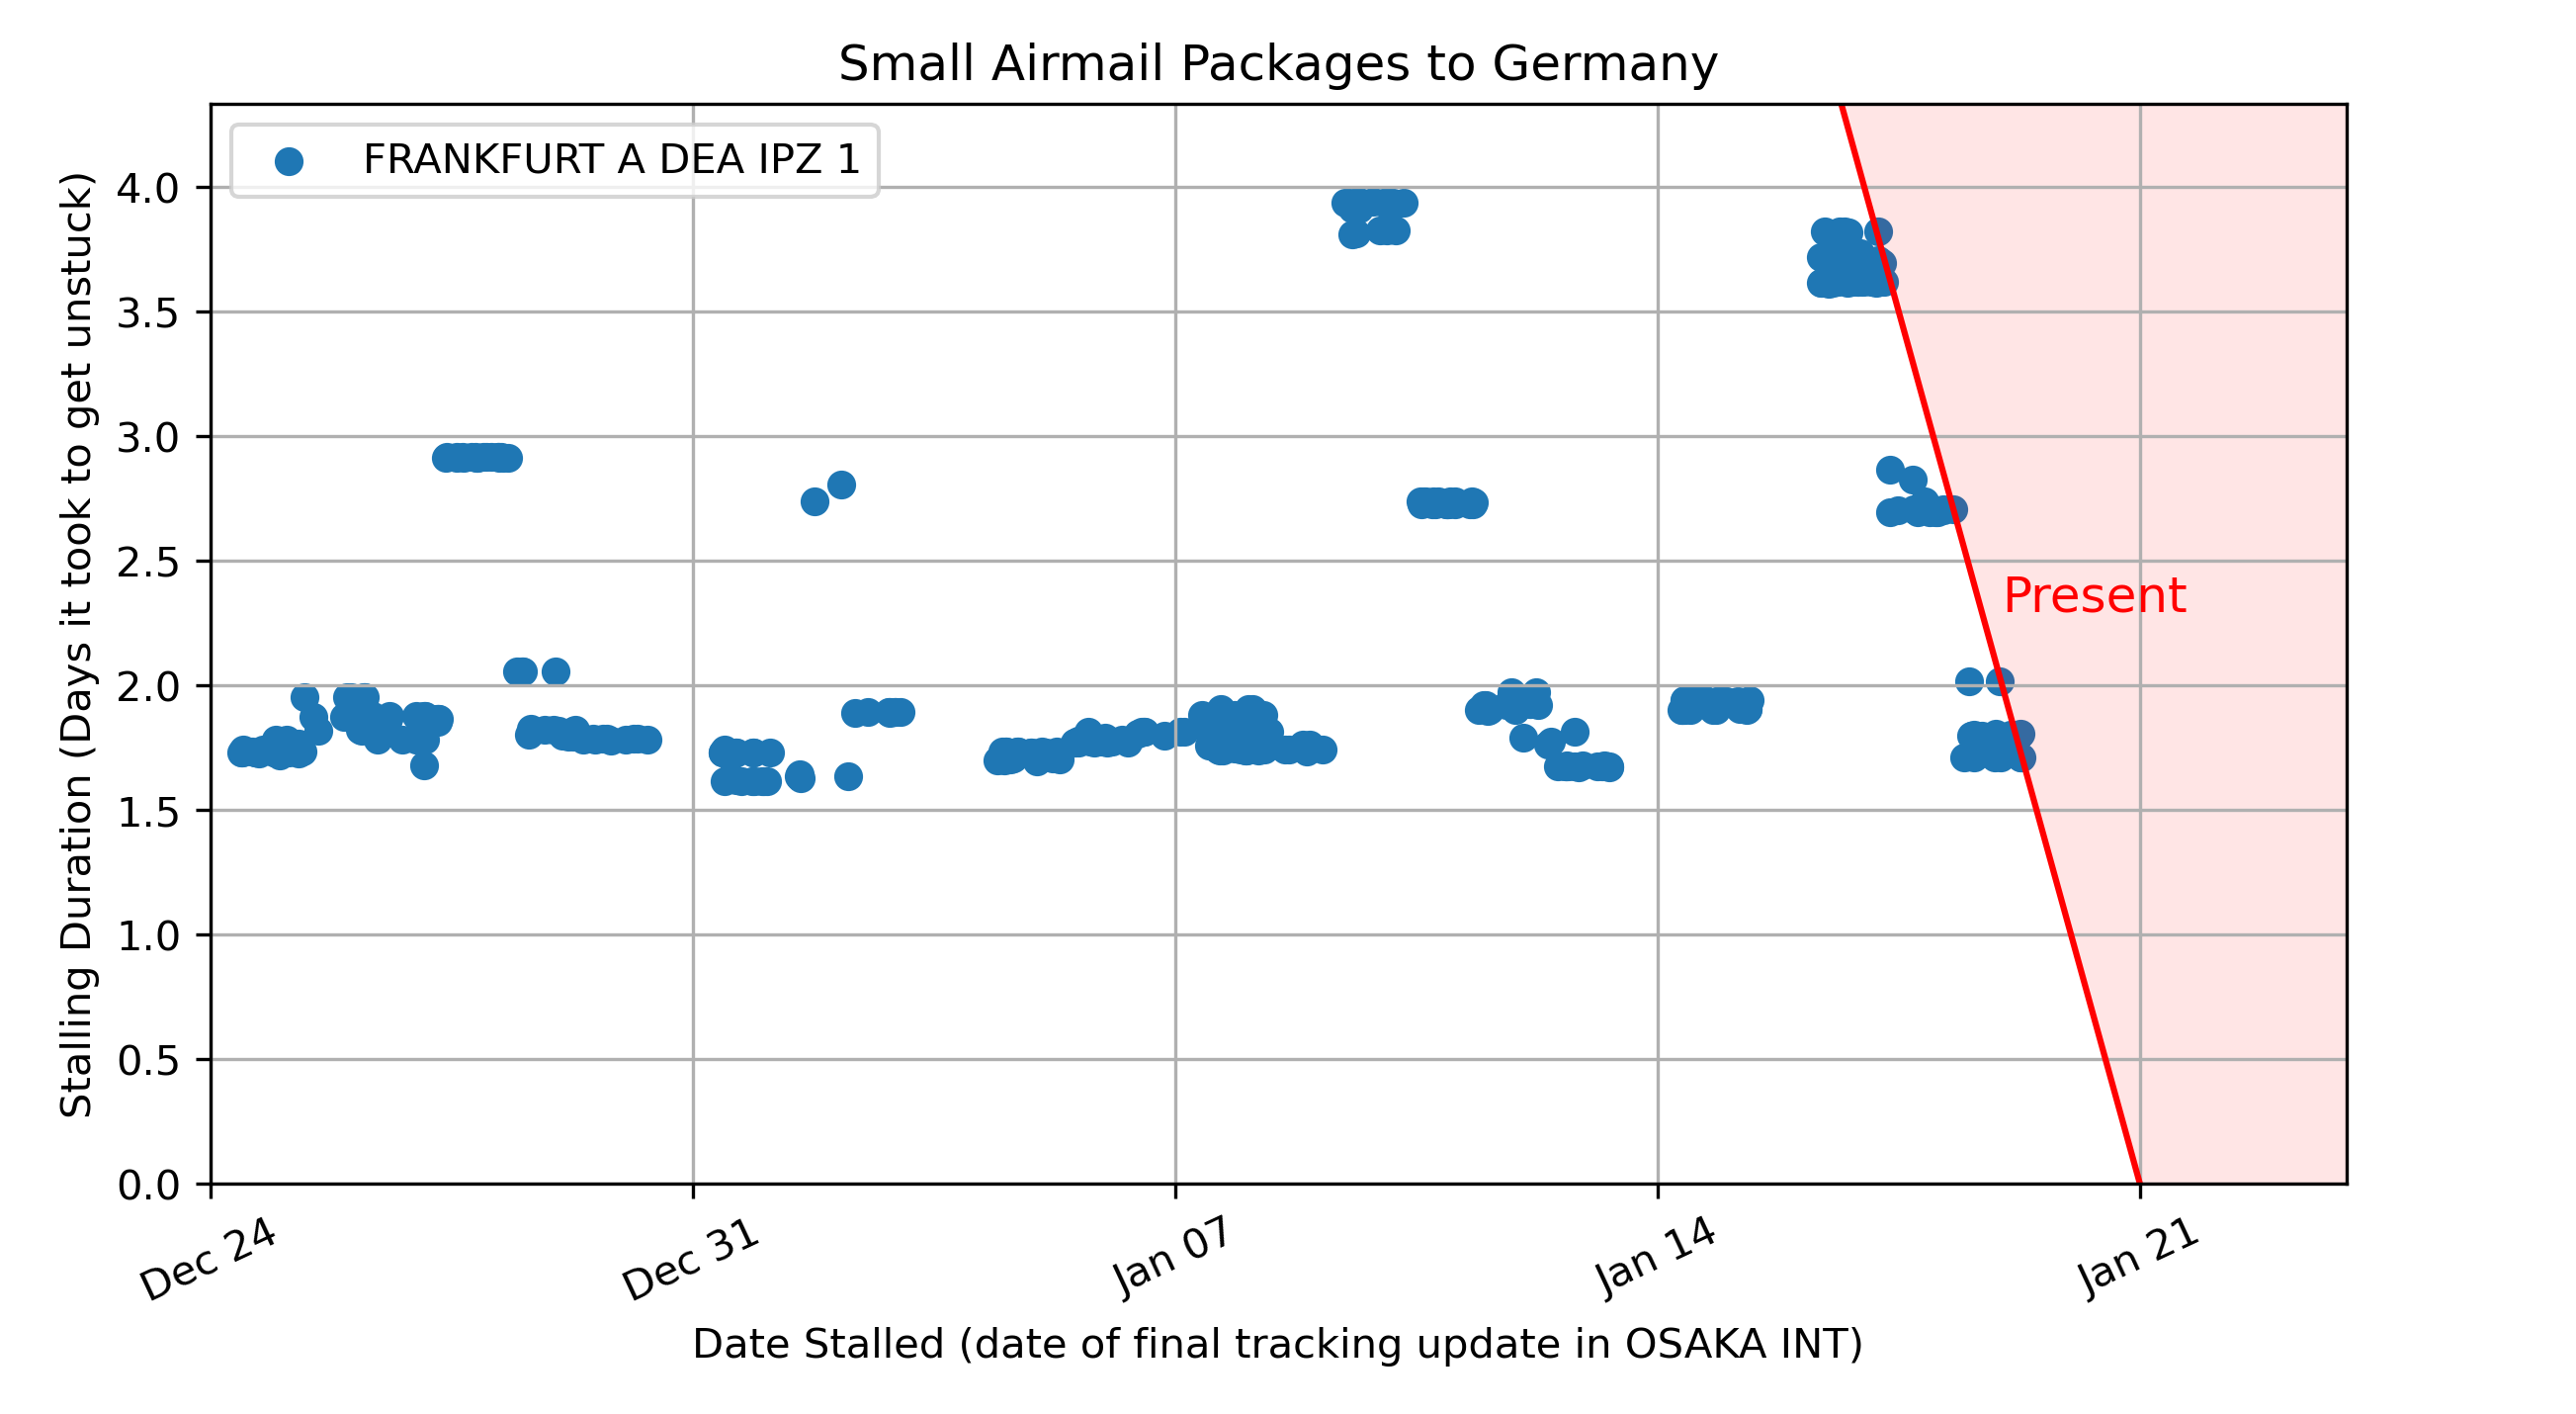 Small Airmail Packages to Germany
FRANKFURT A DEA IPZ 1
Stalling Duration (Days it took to get unstuck)
4.0
3.5
3.0
2.5
2.0
1.5
1.0
0.5
0.0
Present
Dec 24
Dec 31
Jan 07
Jan 14
Jan 21
Date Stalled (date of final tracking update in OSAKA INT)